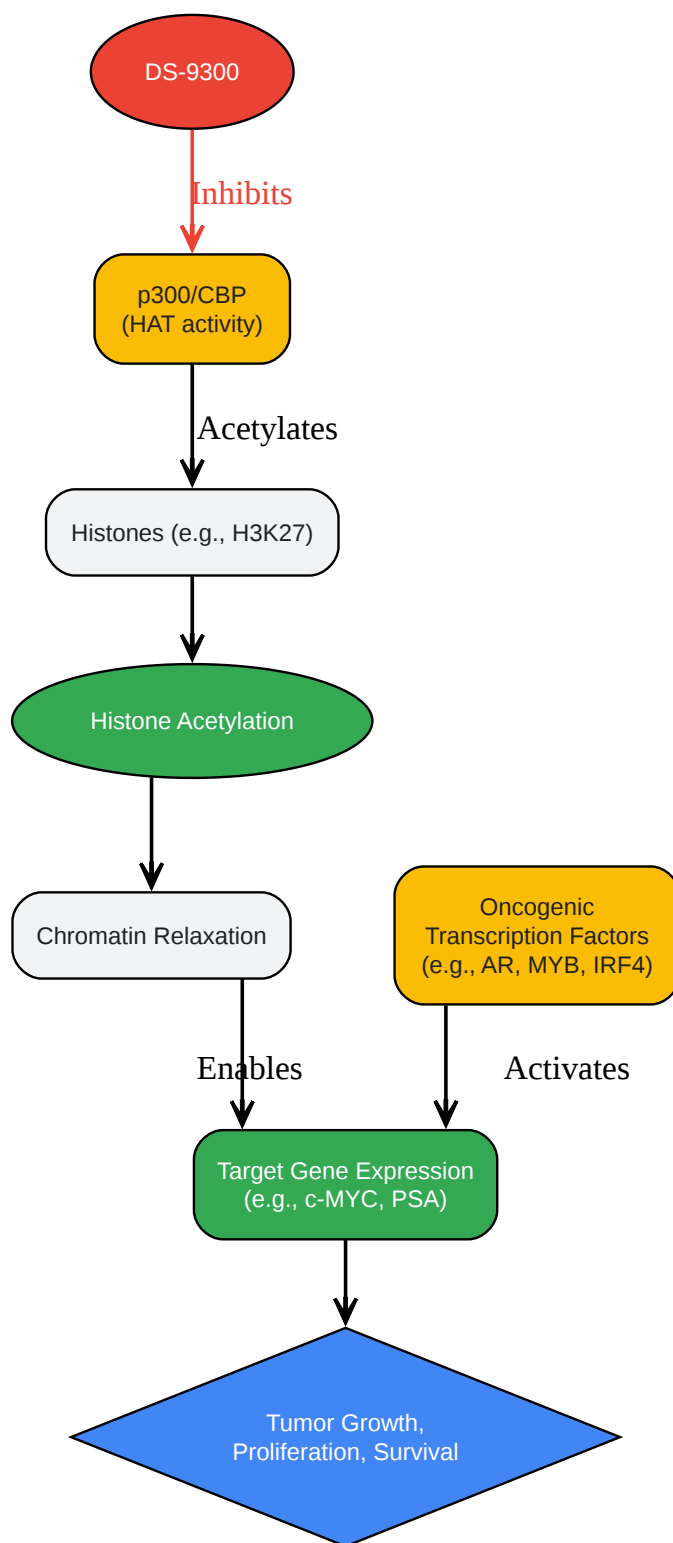 DS-9300
Inhibits
p300/CBP
(HAT activity)
Acetylates
Histones (e.g., H3K27)
Histone Acetylation
Chromatin Relaxation
Oncogenic
Transcription Factors
(e.g., AR, MYB, IRF4)
Enables
Activates
Target Gene Expression
(e.g., c-MYC, PSA)
Tumor Growth,
Proliferation, Survival